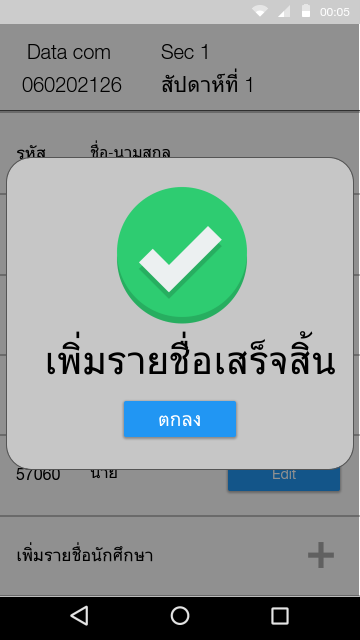 00:05
Data com Sec 1
060202126 สัปดาห์ที่ 1
รหัส ชื่อ-นามสกุล
เพิ่มรายชื่อเสร็จสิ้น
ตกลง
57060 นาย Edit
เพิ่มรายชื่อนักศึกษา